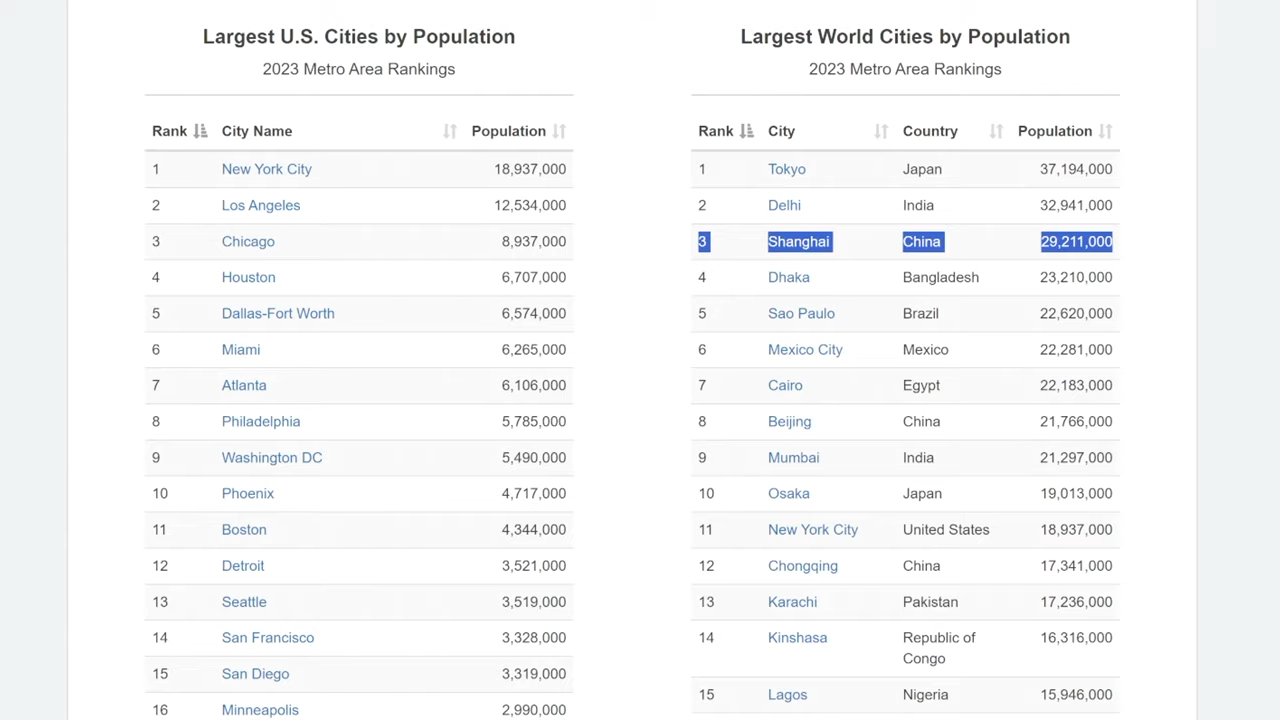 Largest U.S. Cities by Population
2023 Metro Area Rankings
Rank City Name Population
1 New York City 18,937,000
2 Los Angeles 12,534,000
3 Chicago 8,937,000
4 Houston 6,707,000
5 Dallas-Fort Worth 6,574,000
6 Miami 6,265,000
7 Atlanta 6,106,000
8 Philadelphia 5,785,000
9 Washington DC 5,490,000
10 Phoenix 4,717,000
11 Boston 4,344,000
12 Detroit 3,521,000
13 Seattle 3,519,000
14 San Francisco 3,328,000
15 San Diego 3,319,000
16 Minneapolis 2,990,000
Largest World Cities by Population
2023 Metro Area Rankings
Rank City Country Population
1 Tokyo Japan 37,194,000
2 Delhi India 32,941,000
3 Shanghai China 29,211,000
4 Dhaka Bangladesh 23,210,000
5 Sao Paulo Brazil 22,620,000
6 Mexico City Mexico 22,281,000
7 Cairo Egypt 22,183,000
8 Beijing China 21,766,000
9 Mumbai India 21,297,000
10 Osaka Japan 19,013,000
11 New York City United States 18,937,000
12 Chongqing China 17,341,000
13 Karachi Pakistan 17,236,000
14 Kinshasa Republic of 16,316,000
Congo
15 Lagos Nigeria 15,946,000